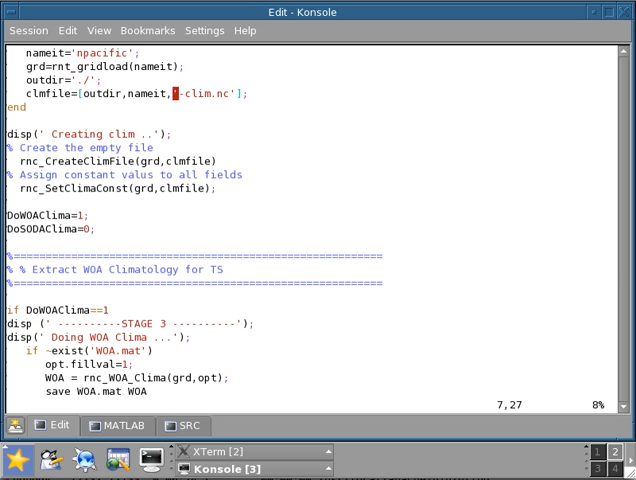 Edit - Konsole
Session Edit View Bookmarks Settings Help
nameit='npacific';
grd=rnt_gridload(nameit);
outdir='./';
clmfile=[outdir,nameit,'-clim.nc'];
end
disp(' Creating clim ..');
% Create the empty file
rnc_CreateClimFile(grd,clmfile)
% Assign constant valus to all fields
rnc_SetClimaConst(grd,clmfile);
DoWOAClima=1;
DoSODAClima=0;
%==========================================================
% % Extract WOA Climatology for TS
%==========================================================
if DoWOAClima==1
disp (' ----------STAGE 3 ----------');
disp(' Doing WOA Clima ...');
if ~exist('WOA.mat')
opt.fillval=1;
WOA = rnc_WOA_Clima(grd,opt);
save WOA.mat WOA
7,27 8%
Edit MATLAB SRC
XTerm [2]
Konsole [3]
1 2
3 4